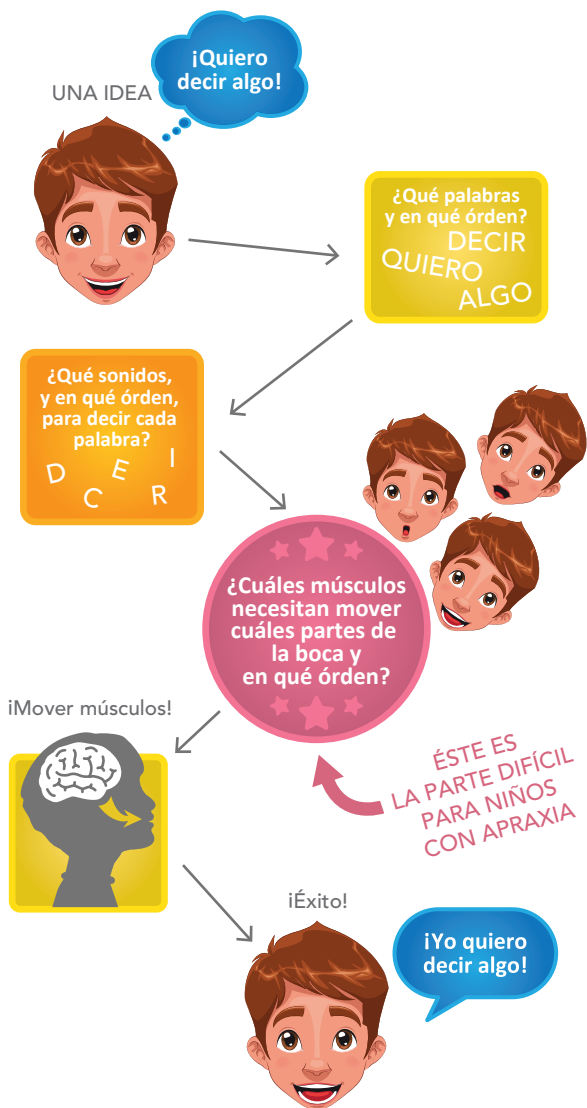 ¡Quiero
decir algo!
UNA IDEA
¿Qué palabras
y en qué órden?
DECIR
QUIERO
ALGO
¿Qué sonidos,
y en qué órden,
para decir cada
palabra?
D C E R I
¿Cuáles músculos
necesitan mover
cuáles partes de
la boca y
en qué órden?
¡Mover músculos!
ÉSTE ES
LA PARTE DIFÍCIL
PARA NIÑOS
CON APRAXIA
¡Éxito!
¡Yo quiero
decir algo!